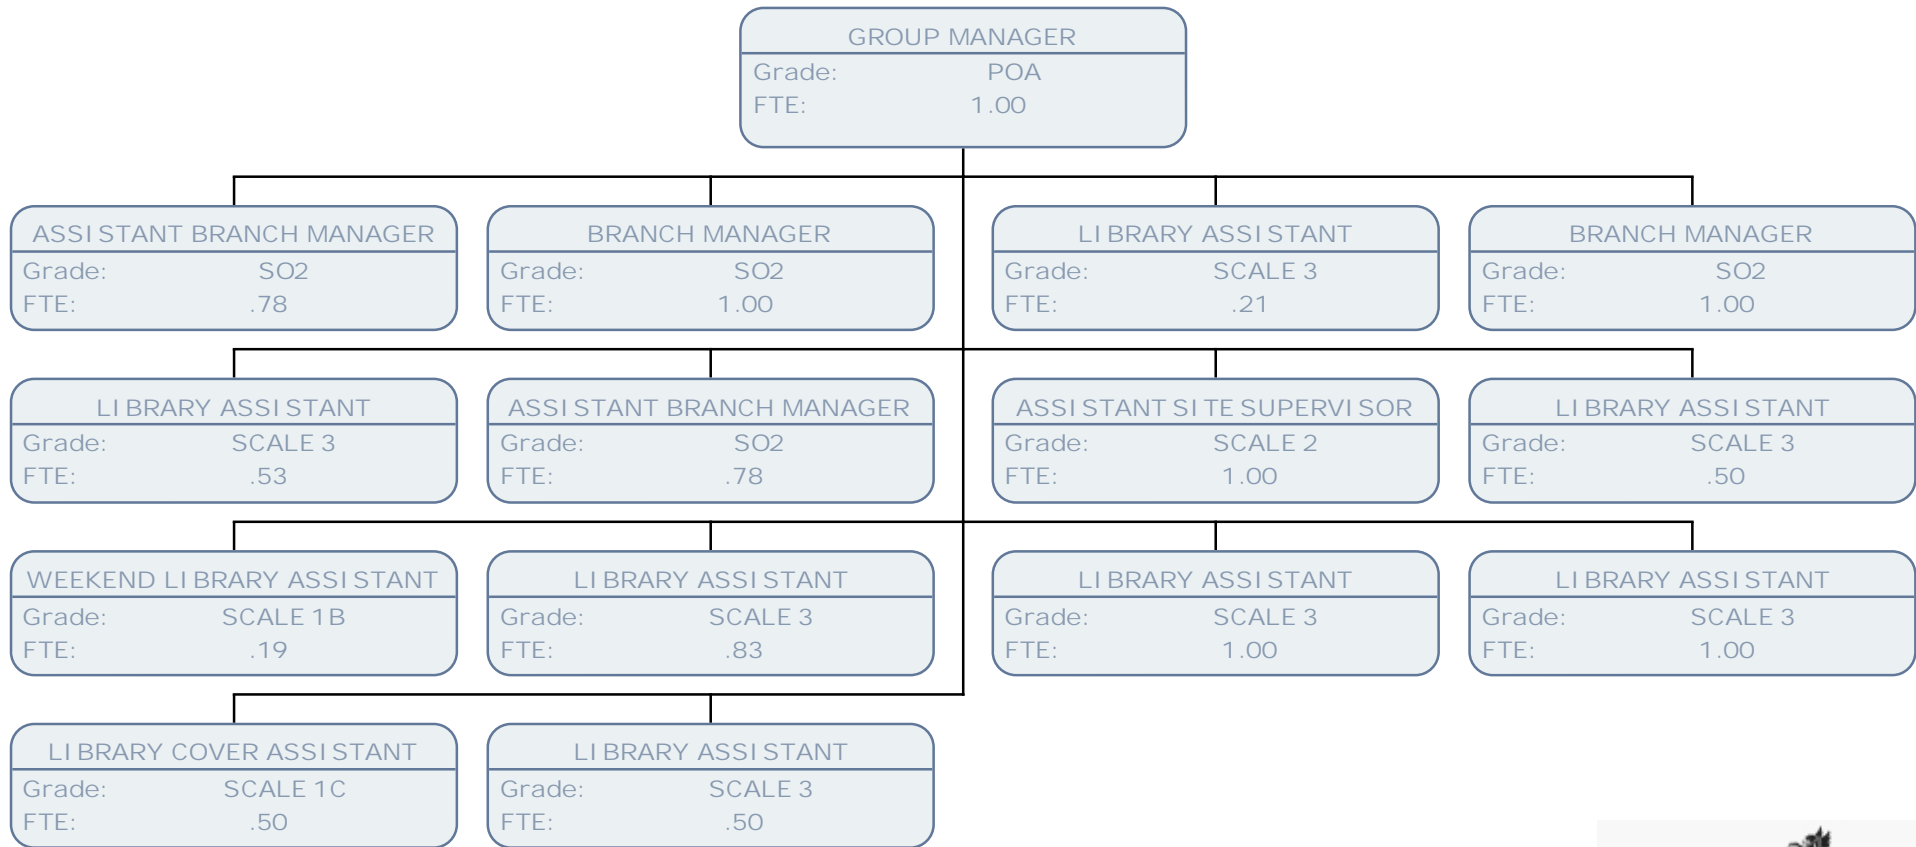 GROUP MANAGER
Grade: POA
FTE: 1.00
ASSISTANT BRANCH MANAGER
Grade: SO2
FTE: .78
BRANCH MANAGER
Grade: SO2
FTE: 1.00
LIBRARY ASSISTANT
Grade: SCALE 3
FTE: .21
BRANCH MANAGER
Grade: SO2
FTE: 1.00
LIBRARY ASSISTANT
Grade: SCALE 3
FTE: .53
ASSISTANT BRANCH MANAGER
Grade: SO2
FTE: .78
ASSISTANT SITE SUPERVISOR
Grade: SCALE 2
FTE: 1.00
LIBRARY ASSISTANT
Grade: SCALE 3
FTE: .50
WEEKEND LIBRARY ASSISTANT
Grade: SCALE 1B
FTE: .19
LIBRARY ASSISTANT
Grade: SCALE 3
FTE: .83
LIBRARY ASSISTANT
Grade: SCALE 3
FTE: 1.00
LIBRARY ASSISTANT
Grade: SCALE 3
FTE: 1.00
LIBRARY COVER ASSISTANT
Grade: SCALE 1C
FTE: .50
LIBRARY ASSISTANT
Grade: SCALE 3
FTE: .50